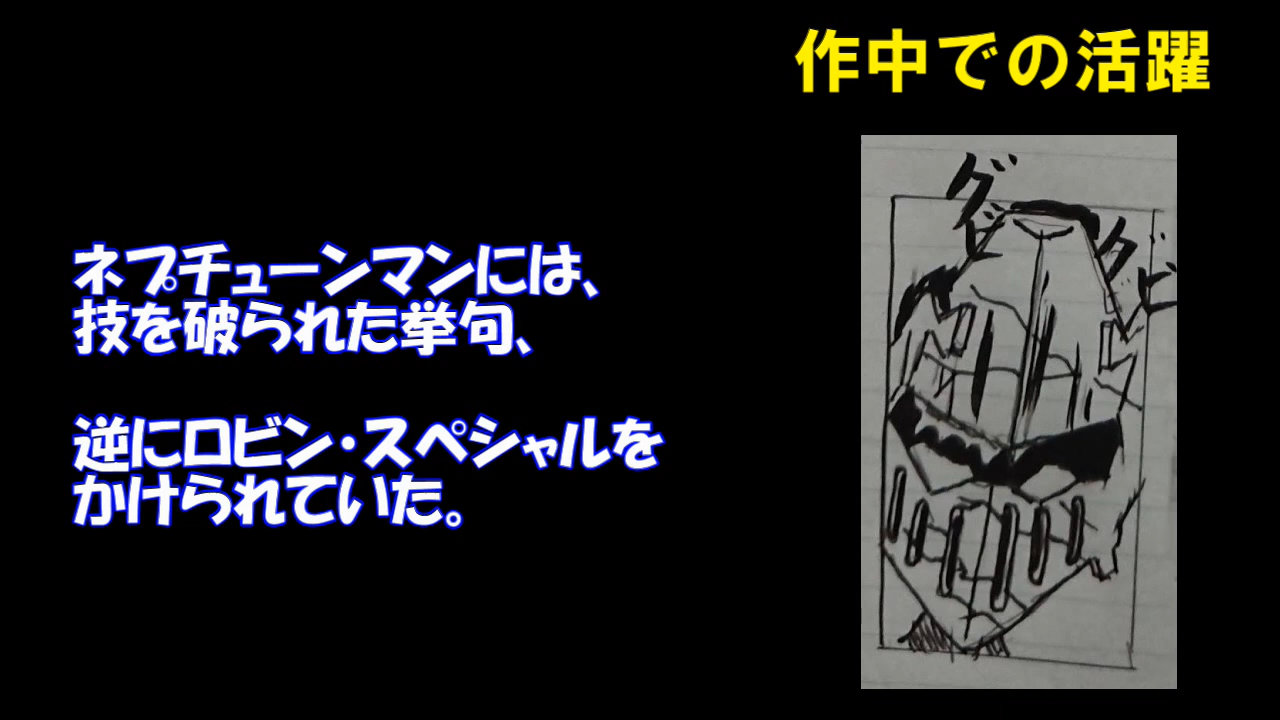 作中での活躍
グビ
グビ
ネプチューンマンには、
技を破られた挙句、
逆にロビン・スペシャルを
かけられていた。